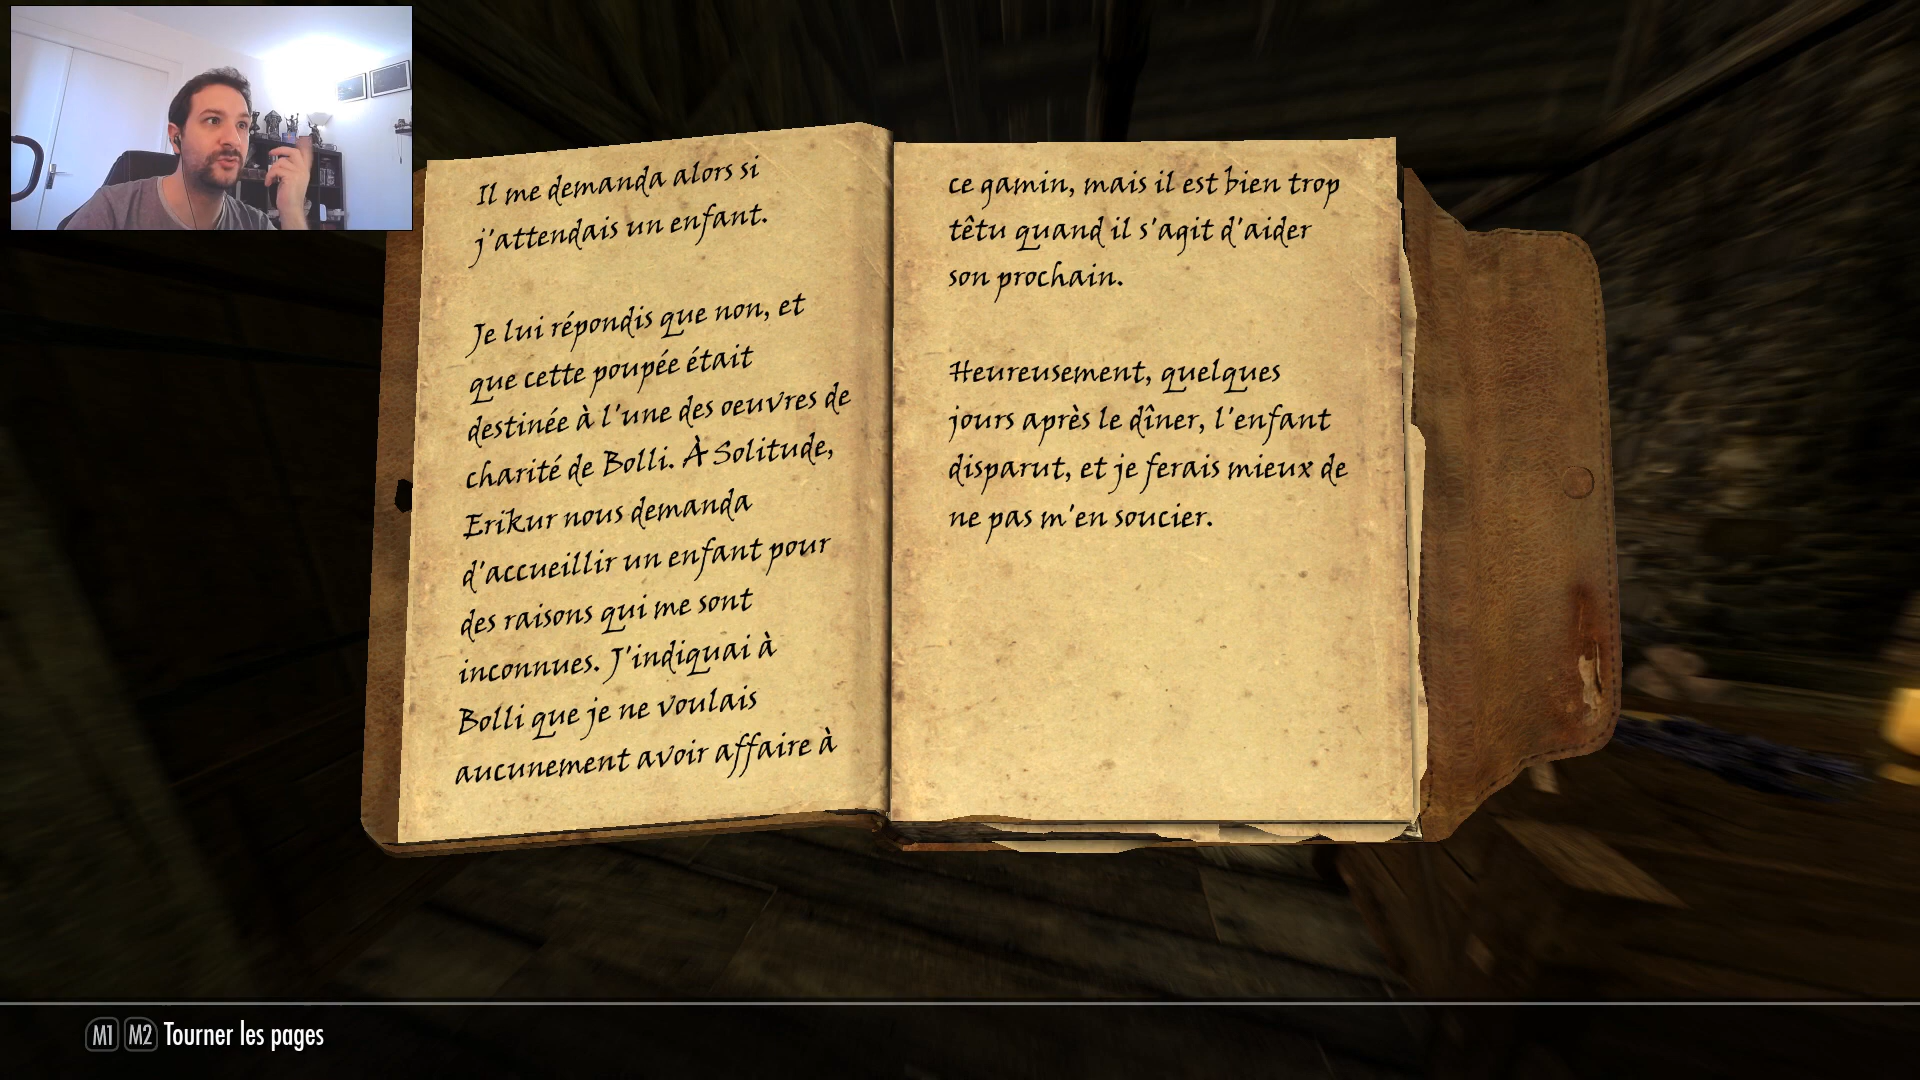 Il me demanda alors si
j'attendais un enfant.
Je lui répondis que non, et
que cette poupée était
destinée à l'une des oeuvres de
charité de Bolli. À Solitude,
Erikur nous demanda
d'accueillir un enfant pour
des raisons qui me sont
inconnues. J'indiquai à
Bolli que je ne voulais
aucunement avoir affaire à
ce gamin, mais il est bien trop
têtu quand il s'agit d'aider
son prochain.
Heureusement, quelques
jours après le dîner, l'enfant
disparut, et je ferais mieux de
ne pas m'en soucier.
M1 M2 Tourner les pages